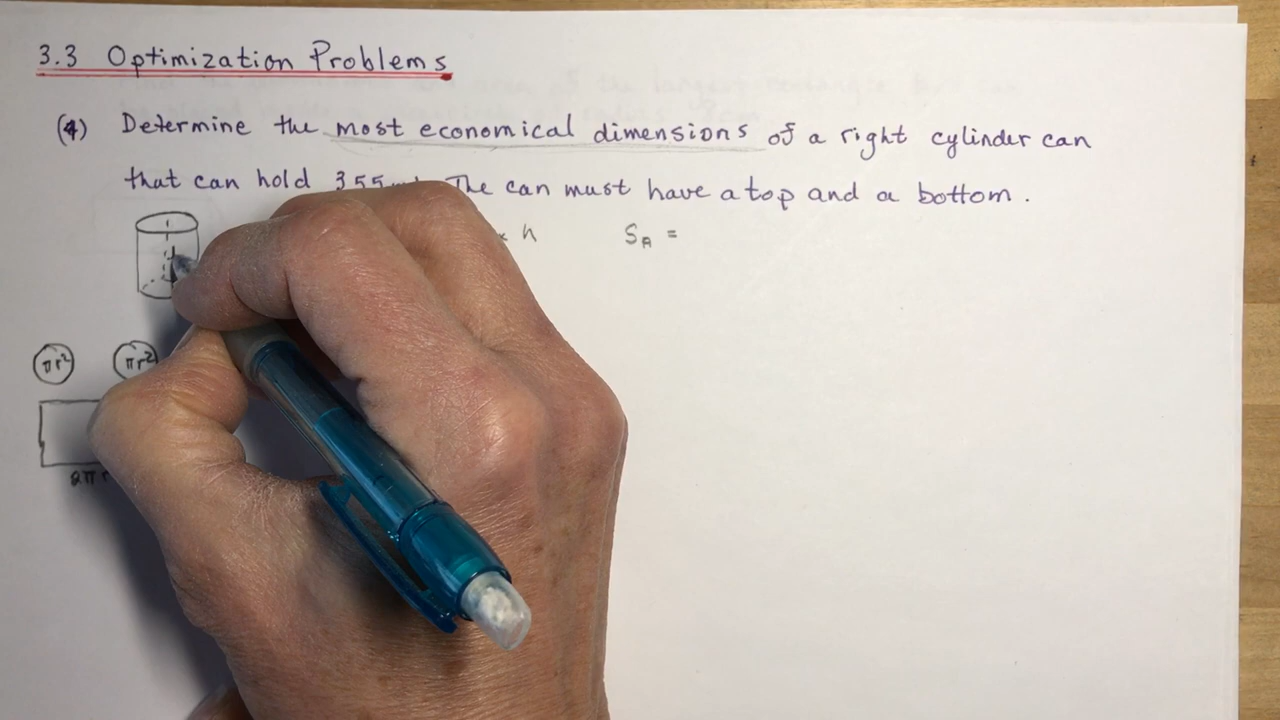 3.3 Optimization Problems
(4) Determine the most economical dimensions of a right cylinder can
that can hold 355 The can must have a top and a bottom.
h S_A =
πr² πr²
2πr